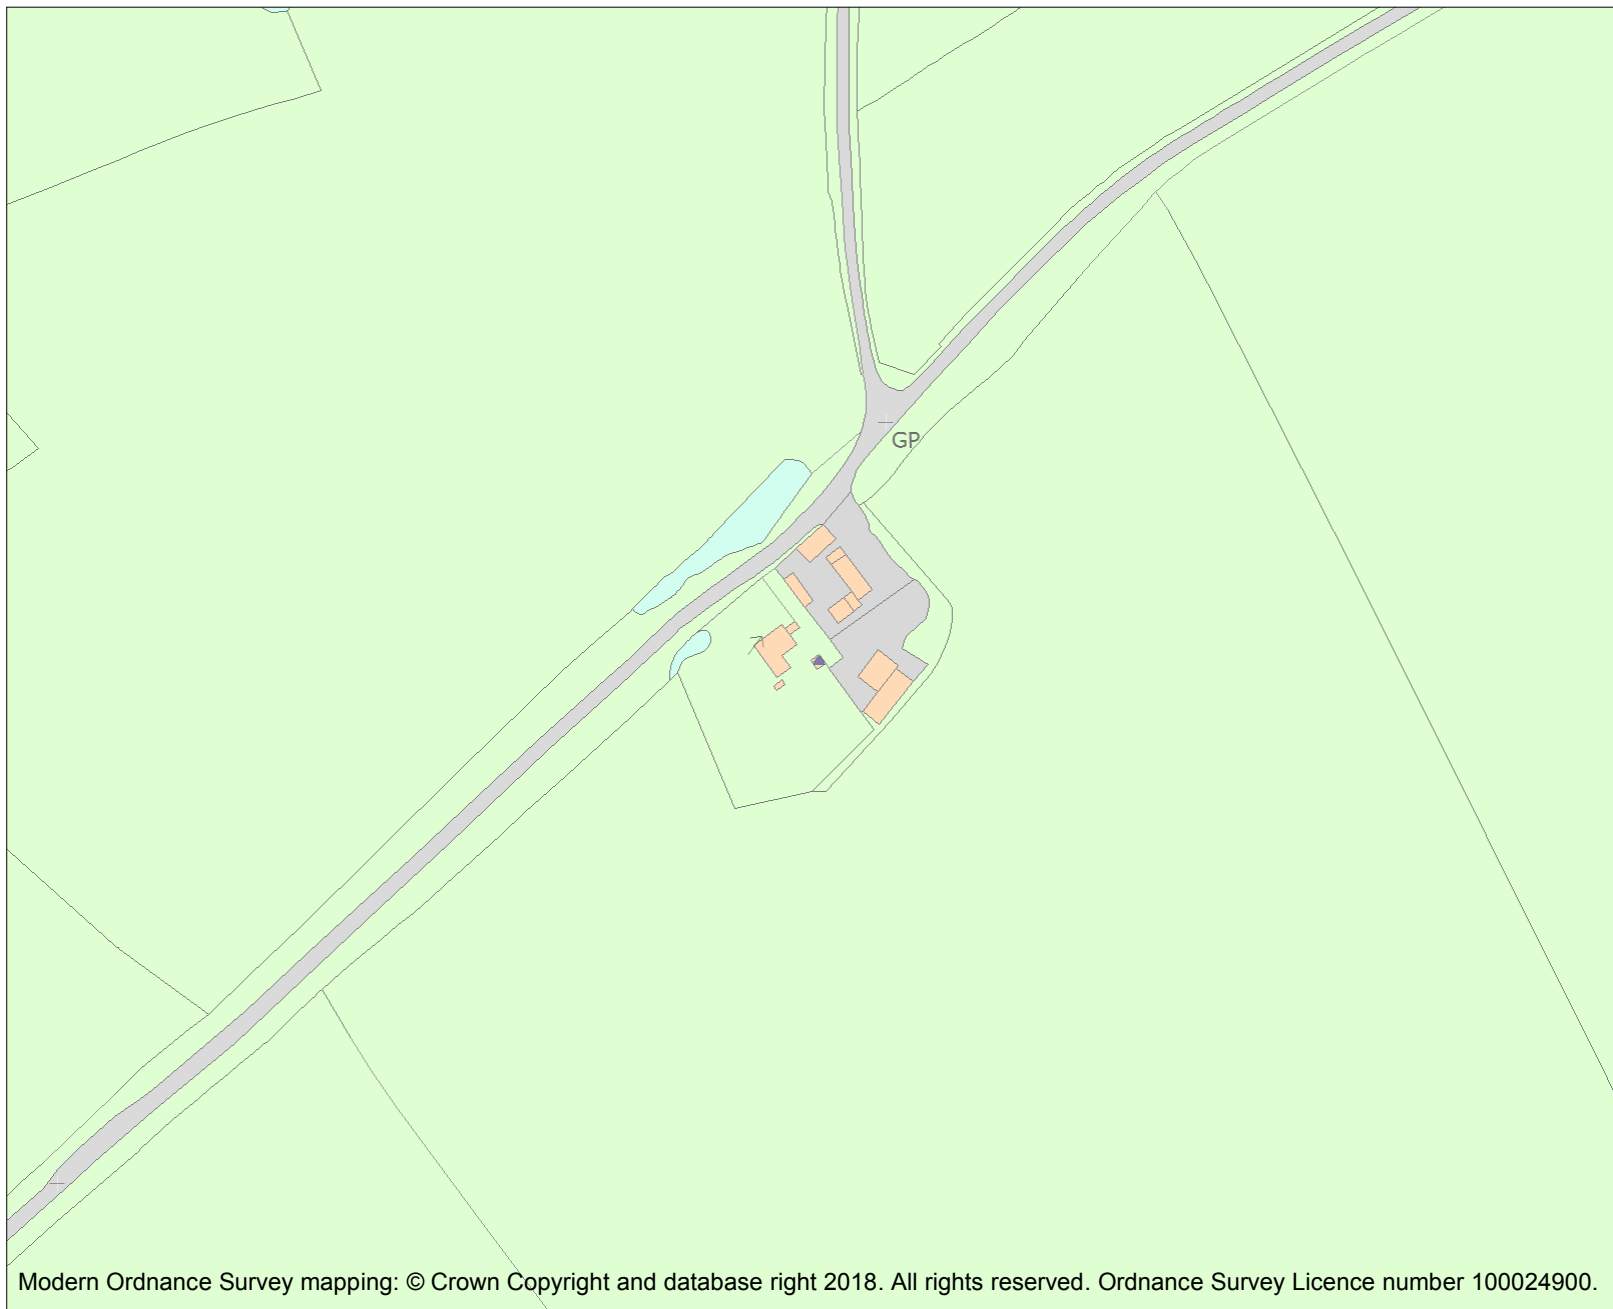 GP
Modern Ordnance Survey mapping: © Crown Copyright and database right 2018. All rights reserved. Ordnance Survey Licence number 100024900.